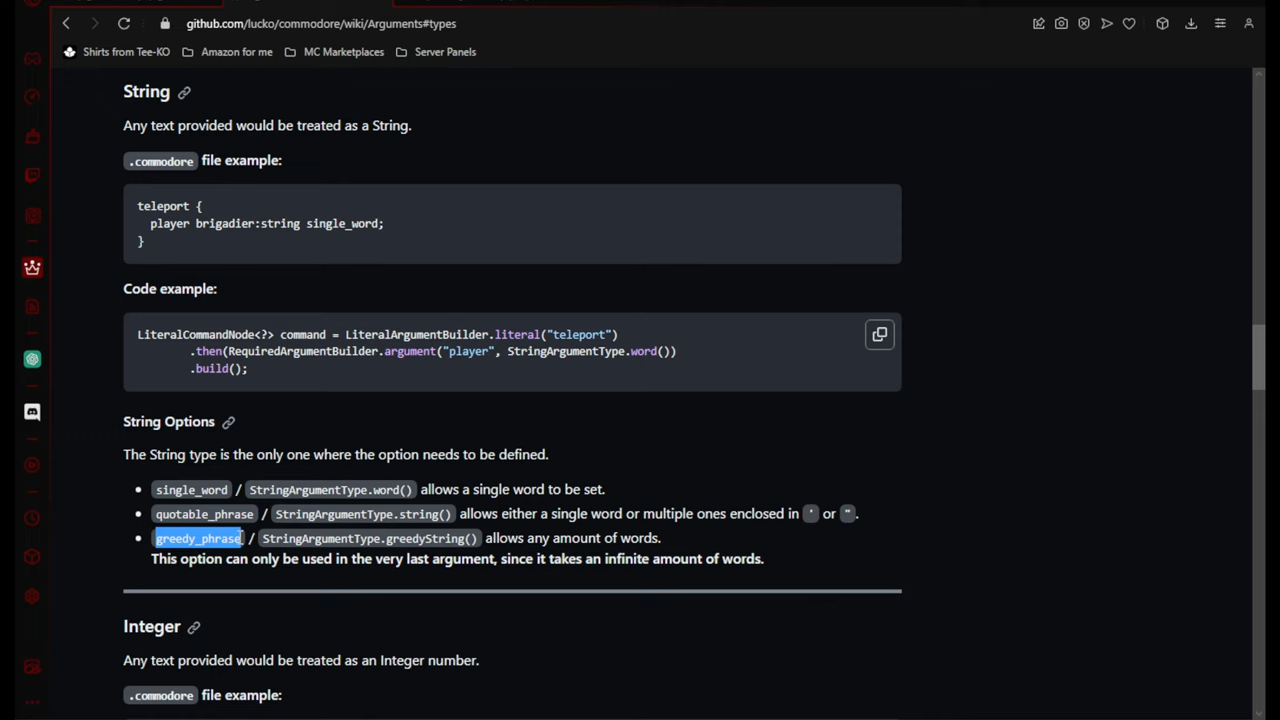 github.com/lucko/commodore/wiki/Arguments#types
Shirts from Tee-KO Amazon for me MC Marketplaces Server Panels
String
Any text provided would be treated as a String.
.commodore file example:
teleport {
  player brigadier:string single_word;
}
Code example:
LiteralCommandNode<?> command = LiteralArgumentBuilder.literal("teleport")
        .then(RequiredArgumentBuilder.argument("player", StringArgumentType.word())
        .build();
String Options
The String type is the only one where the option needs to be defined.
single_word / StringArgumentType.word() allows a single word to be set.
quotable_phrase / StringArgumentType.string() allows either a single word or multiple ones enclosed in ' or ".
greedy_phrase / StringArgumentType.greedyString() allows any amount of words.
This option can only be used in the very last argument, since it takes an infinite amount of words.
Integer
Any text provided would be treated as an Integer number.
.commodore file example: